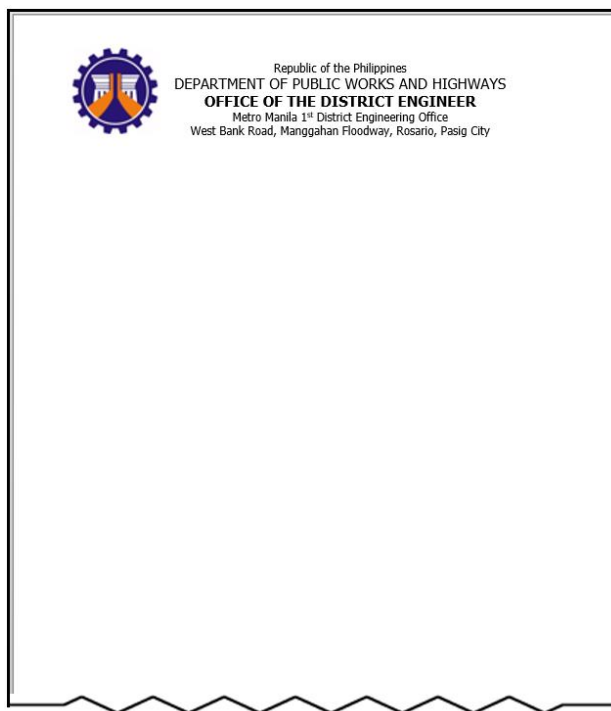 Republic of the Philippines
DEPARTMENT OF PUBLIC WORKS AND HIGHWAYS
OFFICE OF THE DISTRICT ENGINEER
Metro Manila 1st District Engineering Office
West Bank Road, Manggahan Floodway, Rosario, Pasig City